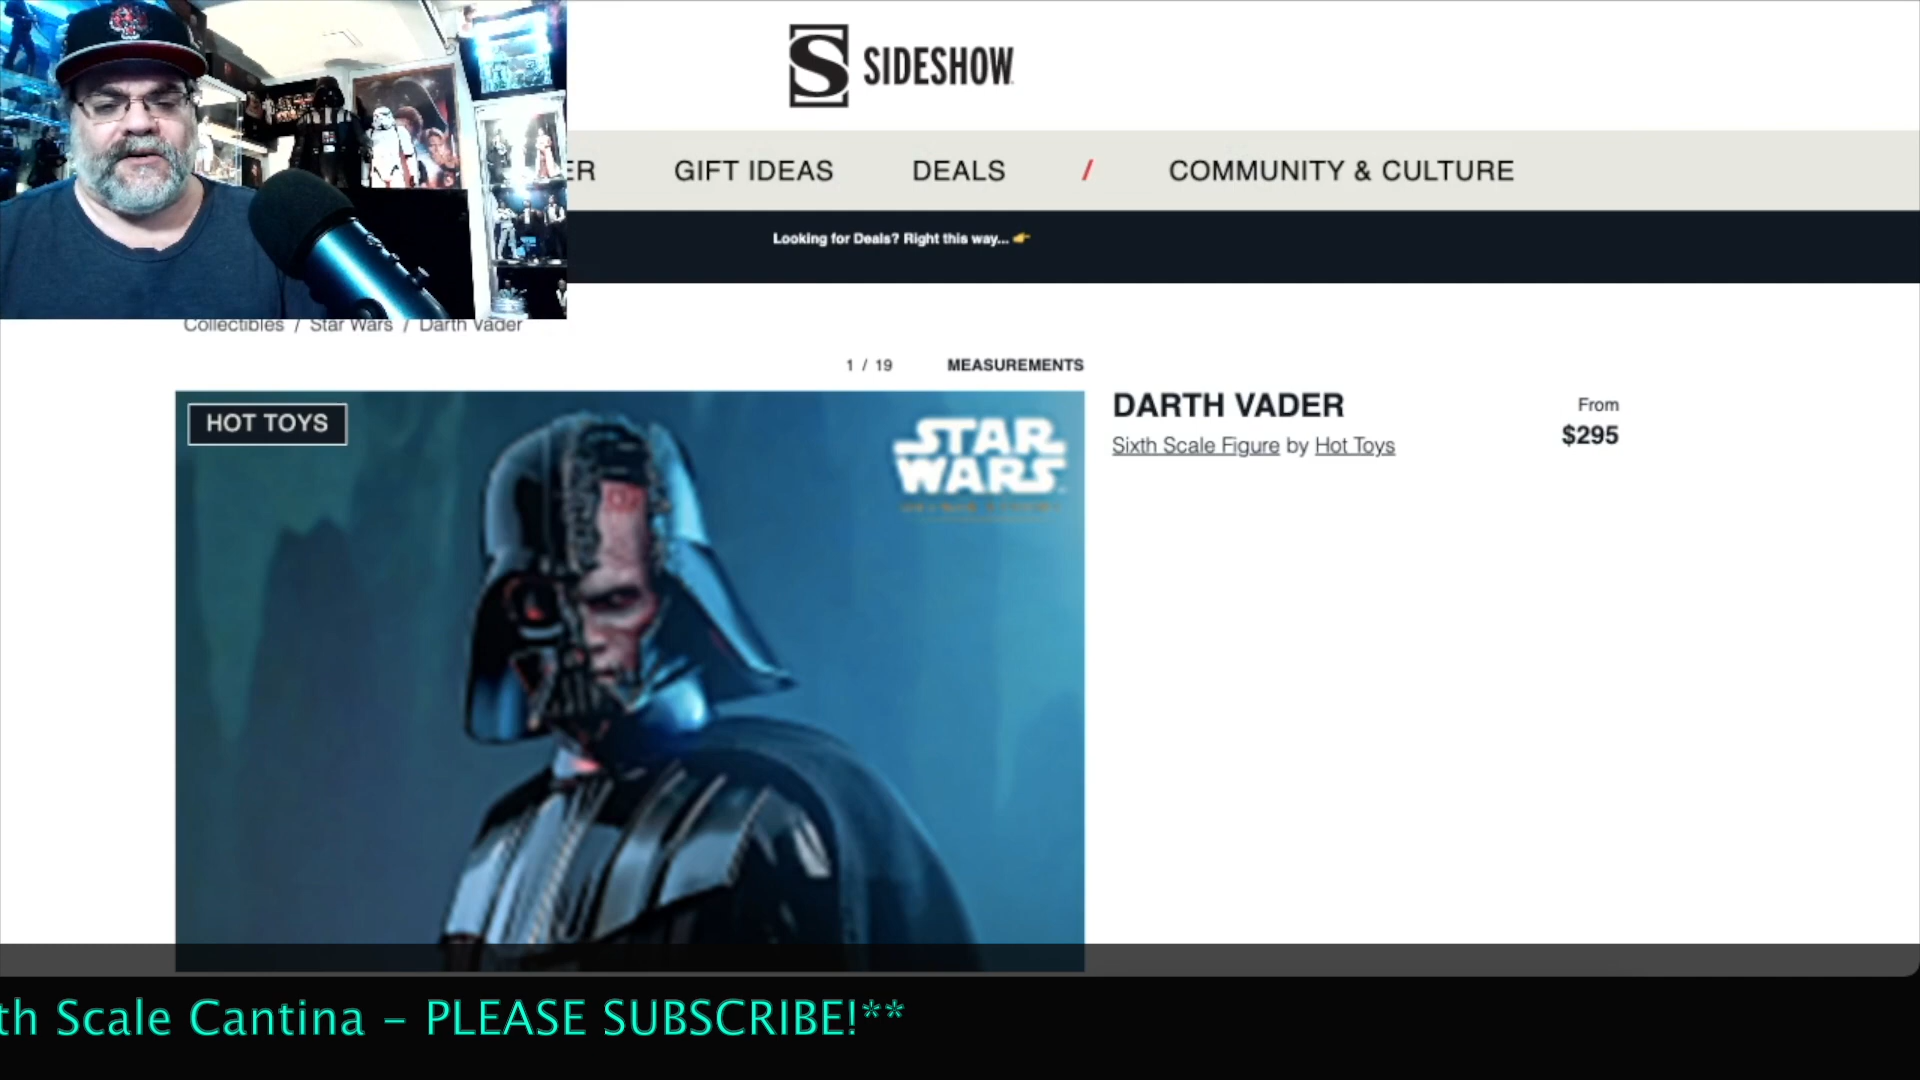 SIDESHOW
ER GIFT IDEAS DEALS / COMMUNITY & CULTURE
Looking for Deals? Right this way...
Collectibles / Star Wars / Darth Vader
1 / 19 MEASUREMENTS
HOT TOYS
STAR WARS
DARTH VADER
Sixth Scale Figure by Hot Toys
From
$295
th Scale Cantina – PLEASE SUBSCRIBE!**